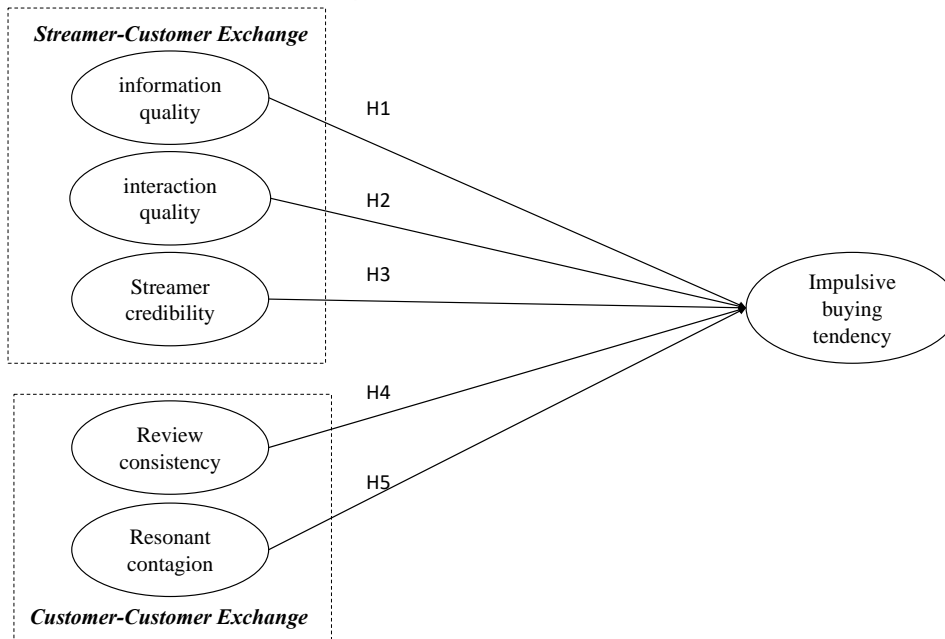 Streamer-Customer Exchange
information
quality
H1
interaction
quality
H2
Streamer
credibility
H3
Impulsive
buying
tendency
H4
Review
consistency
H5
Resonant
contagion
Customer-Customer Exchange